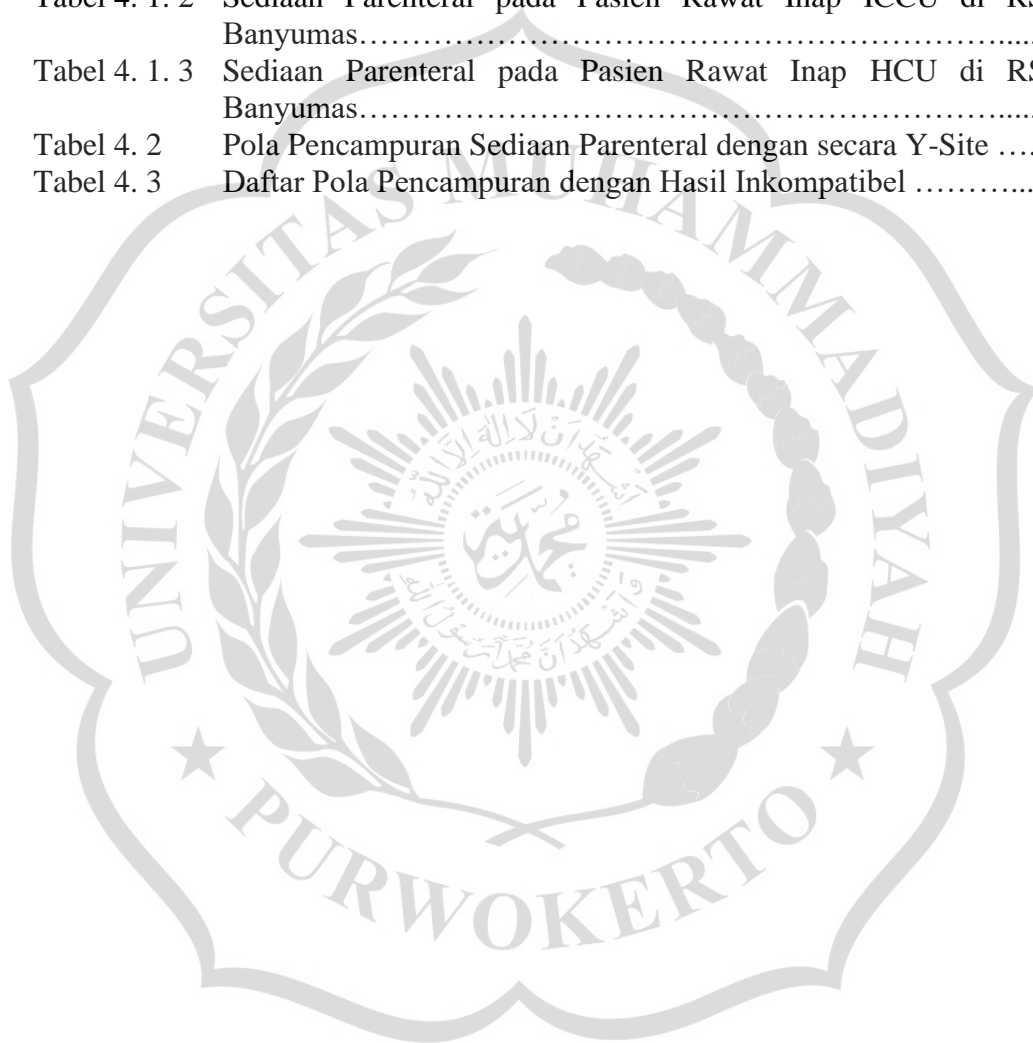 Tabel 4. 1. 2 Sediaan Parenteral pada Pasien Rawat Inap ICCU di RS
Banyumas…………………………………………………………….....
Tabel 4. 1. 3 Sediaan Parenteral pada Pasien Rawat Inap HCU di RS
Banyumas…………………………………………………………….....
Tabel 4. 2 Pola Pencampuran Sediaan Parenteral dengan secara Y-Site ….
Tabel 4. 3 Daftar Pola Pencampuran dengan Hasil Inkompatibel ………....
UNIVERSITAS MUHAMMADIYAH
PURWOKERTO